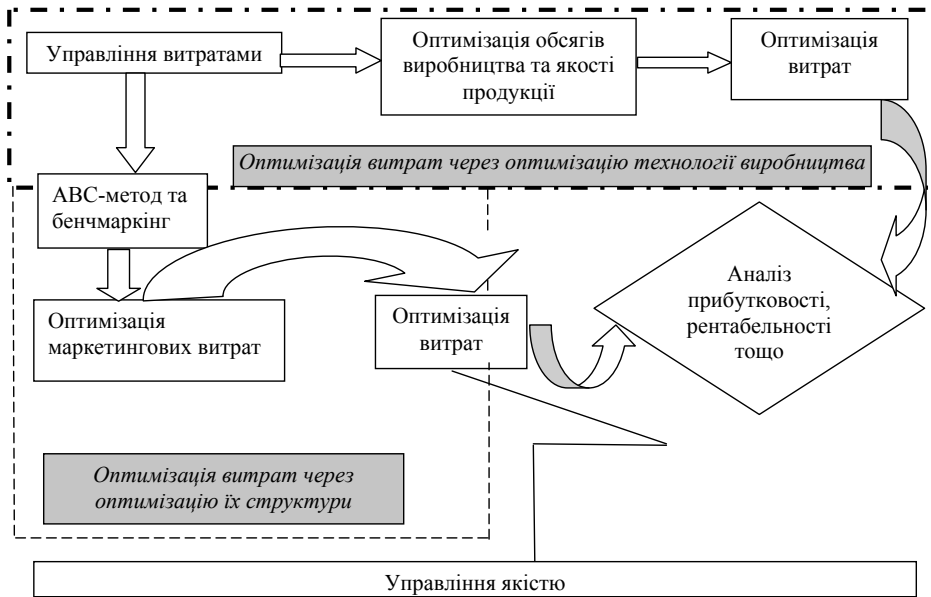 Управління витратами
Оптимізація обсягів
виробництва та якості
продукції
Оптимізація
витрат
Оптимізація витрат через оптимізацію технології виробництва
АВС-метод та
бенчмаркінг
Оптимізація
маркетингових витрат
Оптимізація
витрат
Аналіз
прибутковості,
рентабельності
тощо
Оптимізація витрат через
оптимізацію їх структури
Управління якістю